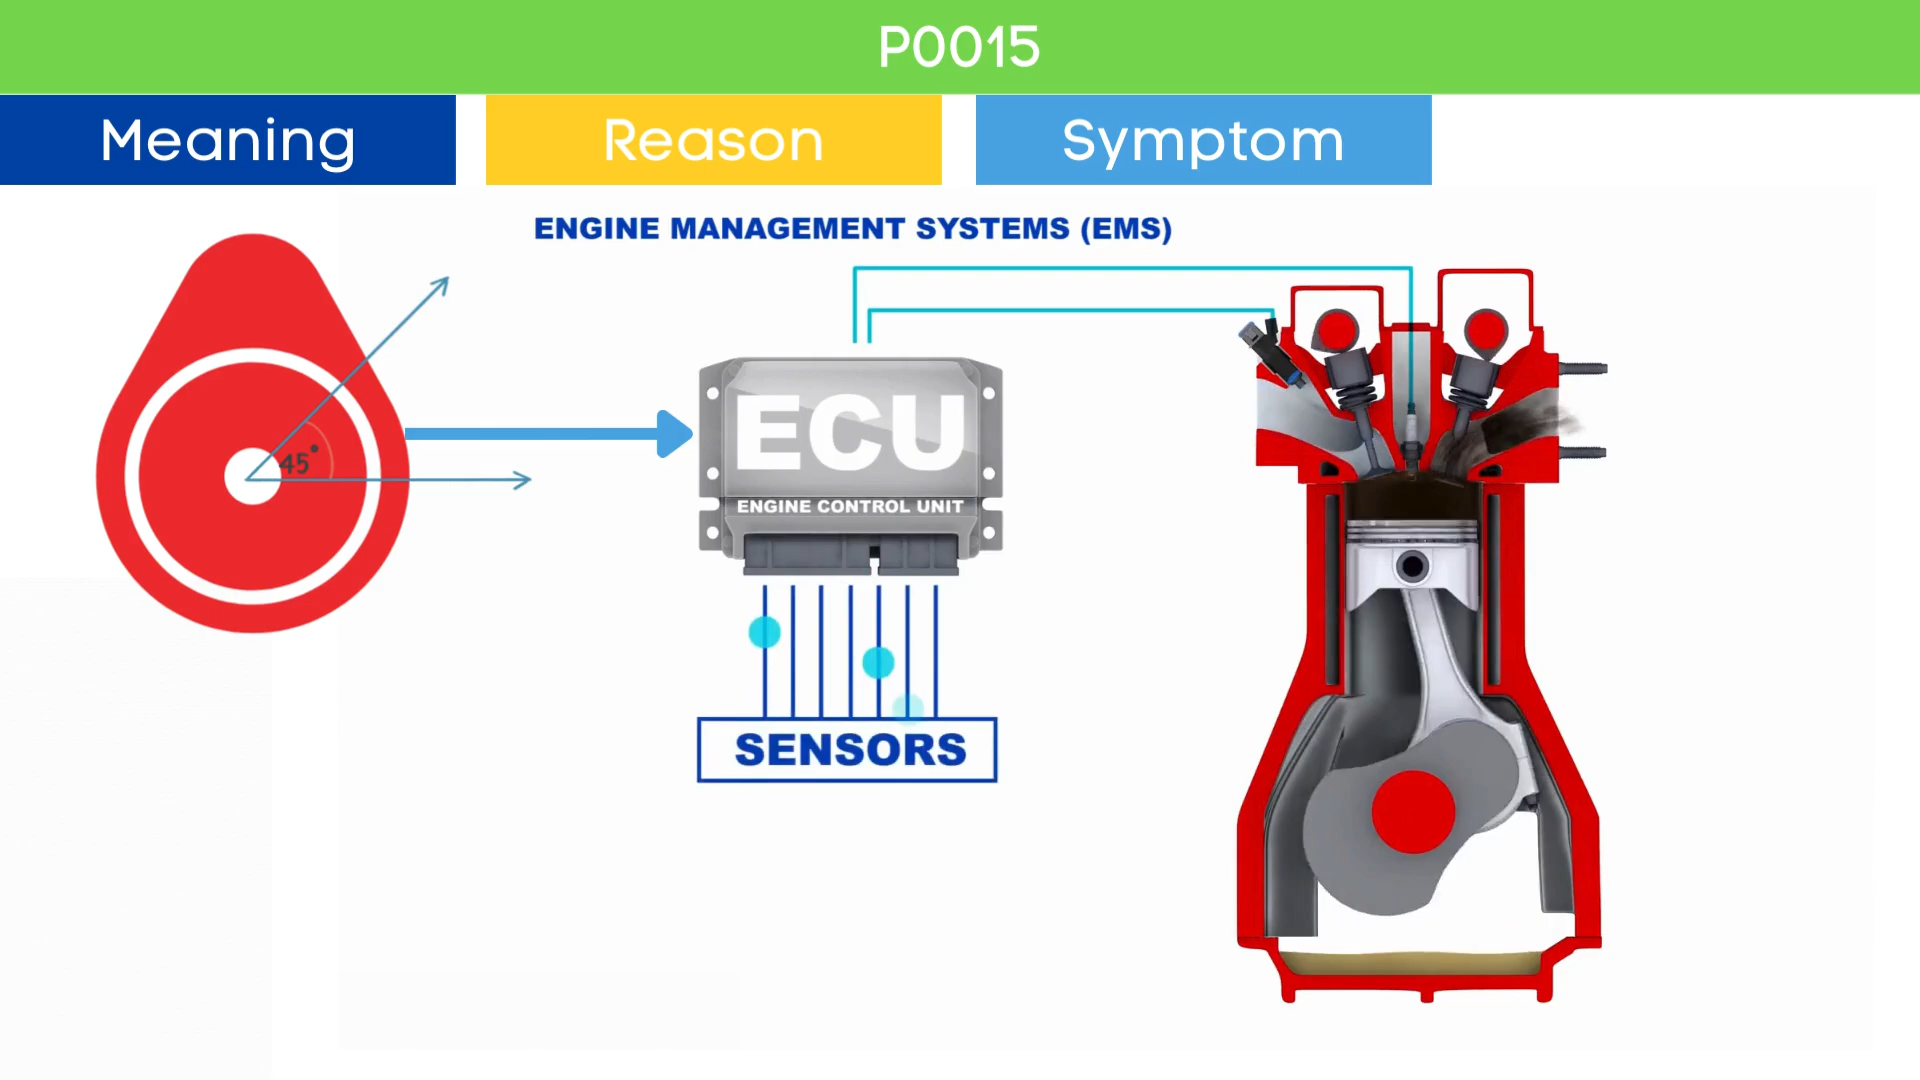 P0015
Meaning
Reason
Symptom
ENGINE MANAGEMENT SYSTEMS (EMS)
45°
ECU
ENGINE CONTROL UNIT
SENSORS